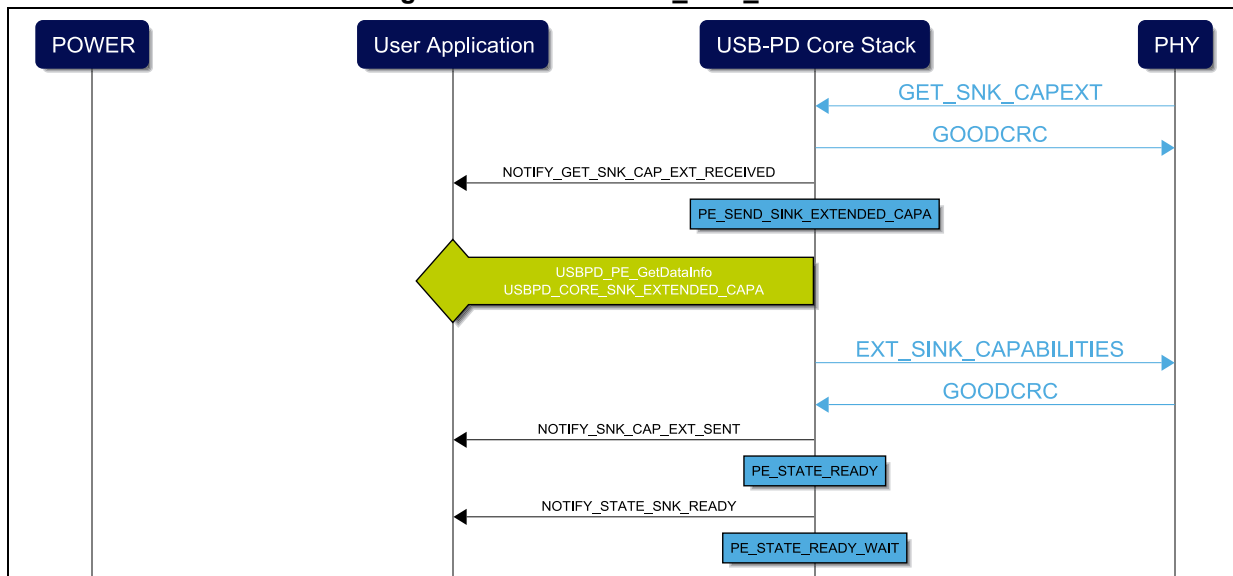 POWER
User Application
USB-PD Core Stack
PHY
GET_SNK_CAPEXT
GOODCRC
NOTIFY_GET_SNK_CAP_EXT_RECEIVED
PE_SEND_SINK_EXTENDED_CAPA
USBPD_PE_GetDataInfo
USBPD_CORE_SNK_EXTENDED_CAPA
EXT_SINK_CAPABILITIES
GOODCRC
NOTIFY_SNK_CAP_EXT_SENT
PE_STATE_READY
NOTIFY_STATE_SNK_READY
PE_STATE_READY_WAIT